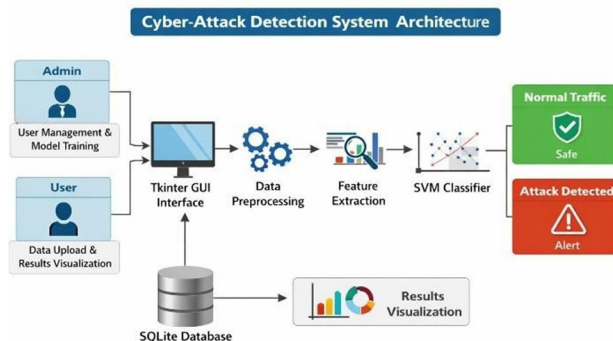 Cyber-Attack Detection System Architecture
Admin
User Management &
Model Training
User
Data Upload &
Results Visualization
Tkinter GUI
Interface
Data
Preprocessing
Feature
Extraction
SVM Classifier
Normal Traffic
Safe
Attack Detected
Alert
SQLite Database
Results
Visualization